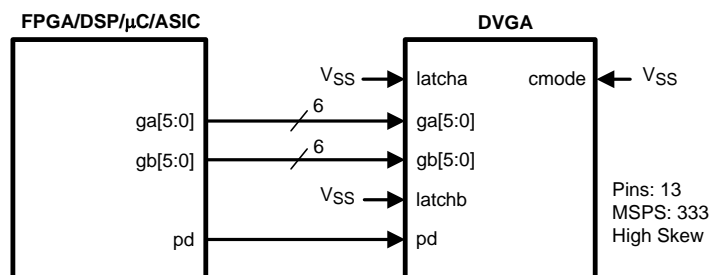 FPGA/DSP/μC/ASIC
DVGA
VSS
latcha
cmode
VSS
ga[5:0]
6
ga[5:0]
gb[5:0]
6
gb[5:0]
VSS
latchb
pd
pd
Pins: 13
MSPS: 333
High Skew